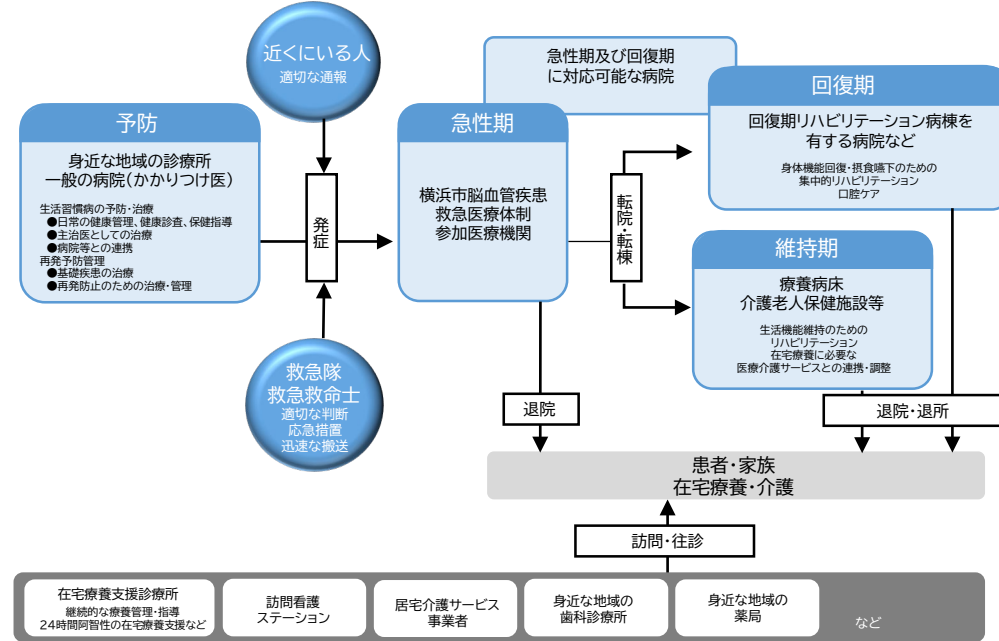 近くにいる人
適切な通報
急性期及び回復期
に対応可能な病院
予防
身近な地域の診療所
一般の病院（かかりつけ医）
生活習慣病の予防・治療
●日常の健康管理、健康診査、保健指導
●主治医としての治療
●病院等との連携
再発予防管理
●基礎疾患の治療
●再発防止のための治療・管理
発症
救急隊
救急救命士
適切な判断
応急措置
迅速な搬送
急性期
横浜市脳血管疾患
救急医療体制
参加医療機関
転院・転棟
回復期
回復期リハビリテーション病棟を
有する病院など
身体機能回復・摂食嚥下のための
集中的リハビリテーション
口腔ケア
維持期
療養病床
介護老人保健施設等
生活機能維持のための
リハビリテーション
在宅療養に必要な
医療介護サービスとの連携・調整
退院
退院・退所
患者・家族
在宅療養・介護
訪問・往診
在宅療養支援診療所
継続的な療養管理・指導
24時間阿智性の在宅療養支援など
訪問看護
ステーション
居宅介護サービス
事業者
身近な地域の
歯科診療所
身近な地域の
薬局
など